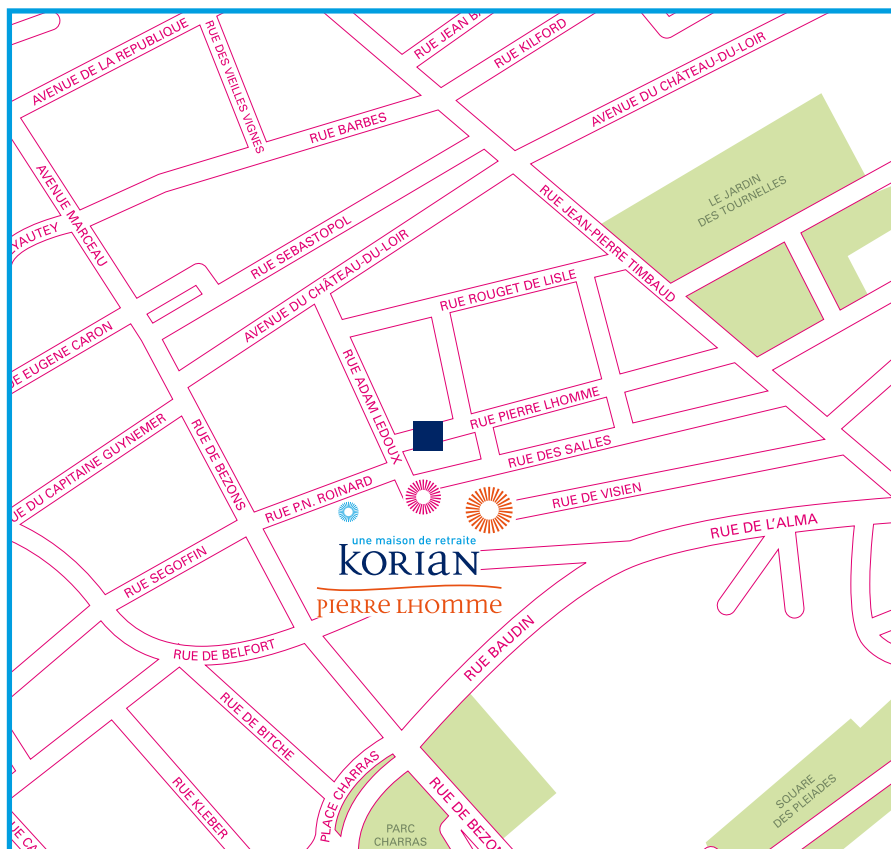 AVENUE DE LA REPUBLIQUE
RUE DES VIEILLES VIGNES
RUE JEAN B
RUE KILFORD
AVENUE DU CHÂTEAU-DU-LOIR
RUE BARBES
AVENUE MARCEAU
YAUTEY
LE JARDIN
DES TOURNELLES
RUE JEAN-PIERRE TIMBAUD
RUE SEBASTOPOL
AVENUE DU CHÂTEAU-DU-LOIR
RUE ROUGET DE LISLE
E EUGENE CARON
RUE ADAM LEDOUX
RUE PIERRE LHOMME
RUE DU CAPITAINE GUYNEMER
RUE DE BEZONS
RUE DES SALLES
RUE P.N. ROINARD
RUE DE VISIEN
RUE DE L'ALMA
une maison de retraite
KORIAN
PIERRE LHOMME
RUE SEGOFFIN
RUE DE BELFORT
RUE BAUDIN
RUE DE BITCHE
RUE KLEBER
PLACE CHARRAS
RUE DE BEZON
PARC
CHARRAS
SQUARE
DES PLEIADES
UE CA